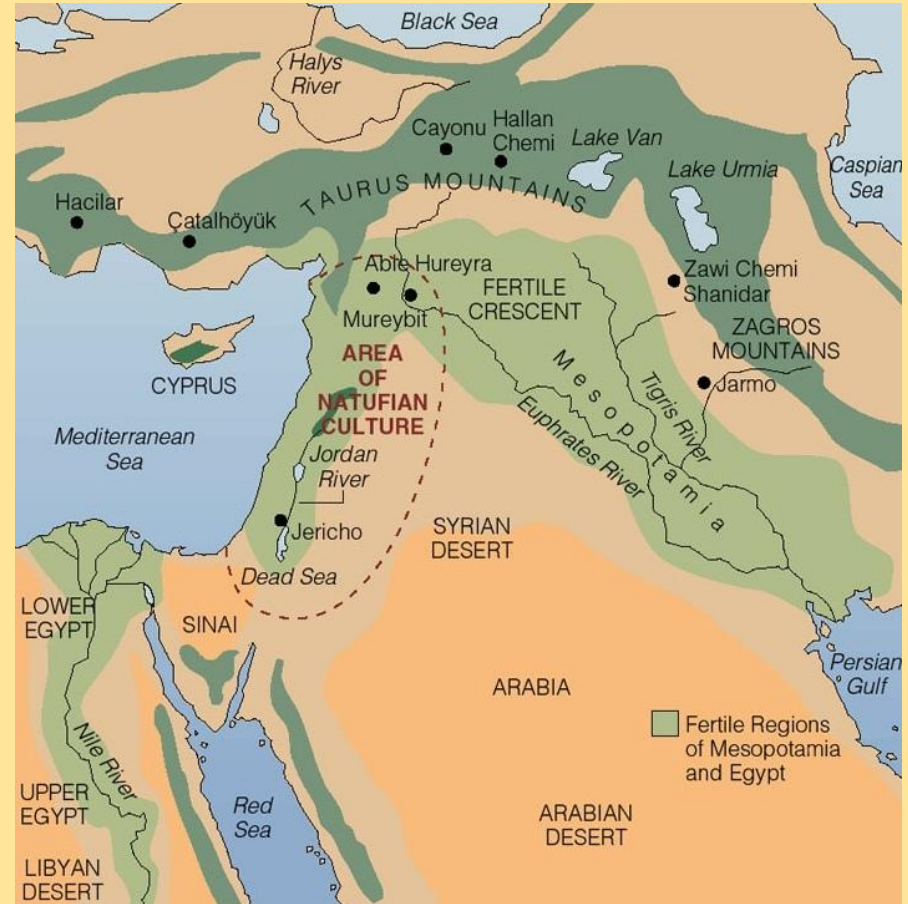 Black Sea
Halys
River
Cayonu
Hallan
Chemi
Lake Van
Lake Urmia
Caspian
Sea
TAURUS MOUNTAINS
Hacilar
Çatalhöyük
Able Hureyra
Mureybit
FERTILE
CRESCENT
Zawi Chemi
Shanidar
ZAGROS
MOUNTAINS
Jarmo
CYPRUS
AREA
OF
NATUFIAN
CULTURE
Mesopotamia
Tigris River
Euphrates River
Mediterranean
Sea
Jordan
River
Jericho
Dead Sea
SYRIAN
DESERT
LOWER
EGYPT
SINAI
Nile River
ARABIA
Persian
Gulf
Fertile Regions
of Mesopotamia
and Egypt
UPPER
EGYPT
Red
Sea
ARABIAN
DESERT
LIBYAN
DESERT